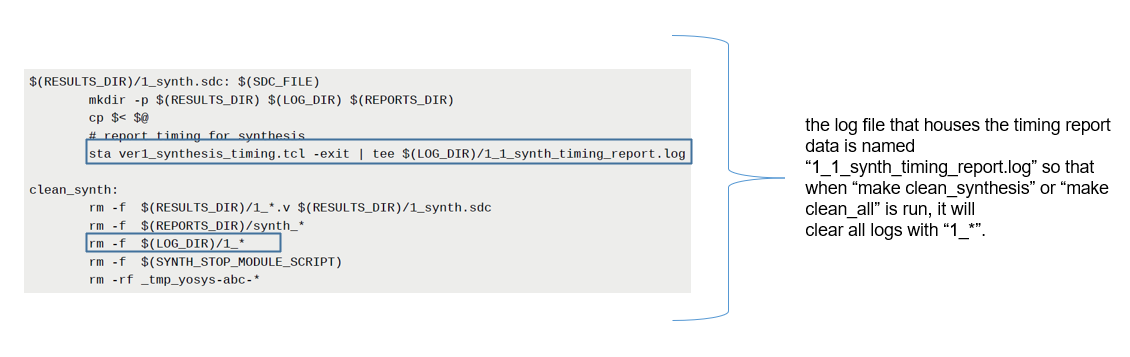 $(RESULTS_DIR)/1_synth.sdc: $(SDC_FILE)
mkdir -p $(RESULTS_DIR) $(LOG_DIR) $(REPORTS_DIR)
cp $< $@
# report timing for synthesis
sta ver1_synthesis_timing.tcl -exit | tee $(LOG_DIR)/1_1_synth_timing_report.log
clean_synth:
rm -f  $(RESULTS_DIR)/1_*.v $(RESULTS_DIR)/1_synth.sdc
rm -f  $(REPORTS_DIR)/synth_*
rm -f  $(LOG_DIR)/1_*
rm -f  $(SYNTH_STOP_MODULE_SCRIPT)
rm -rf _tmp_yosys-abc-*
the log file that houses the timing report
data is named
“1_1_synth_timing_report.log” so that
when “make clean_synthesis” or “make
clean_all” is run, it will
clear all logs with “1_*”.